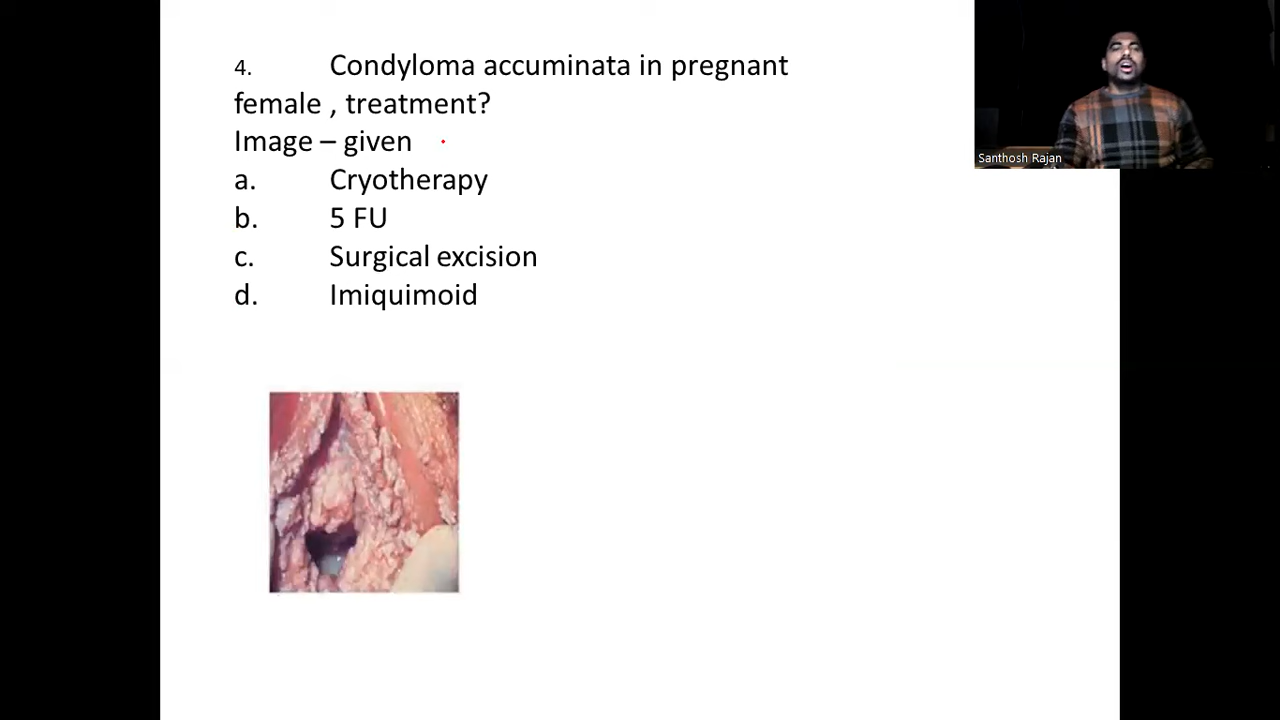 4. Condyloma accuminata in pregnant
female , treatment?
Image – given
a. Cryotherapy
b. 5 FU
c. Surgical excision
d. Imiquimoid
Santhosh Rajan